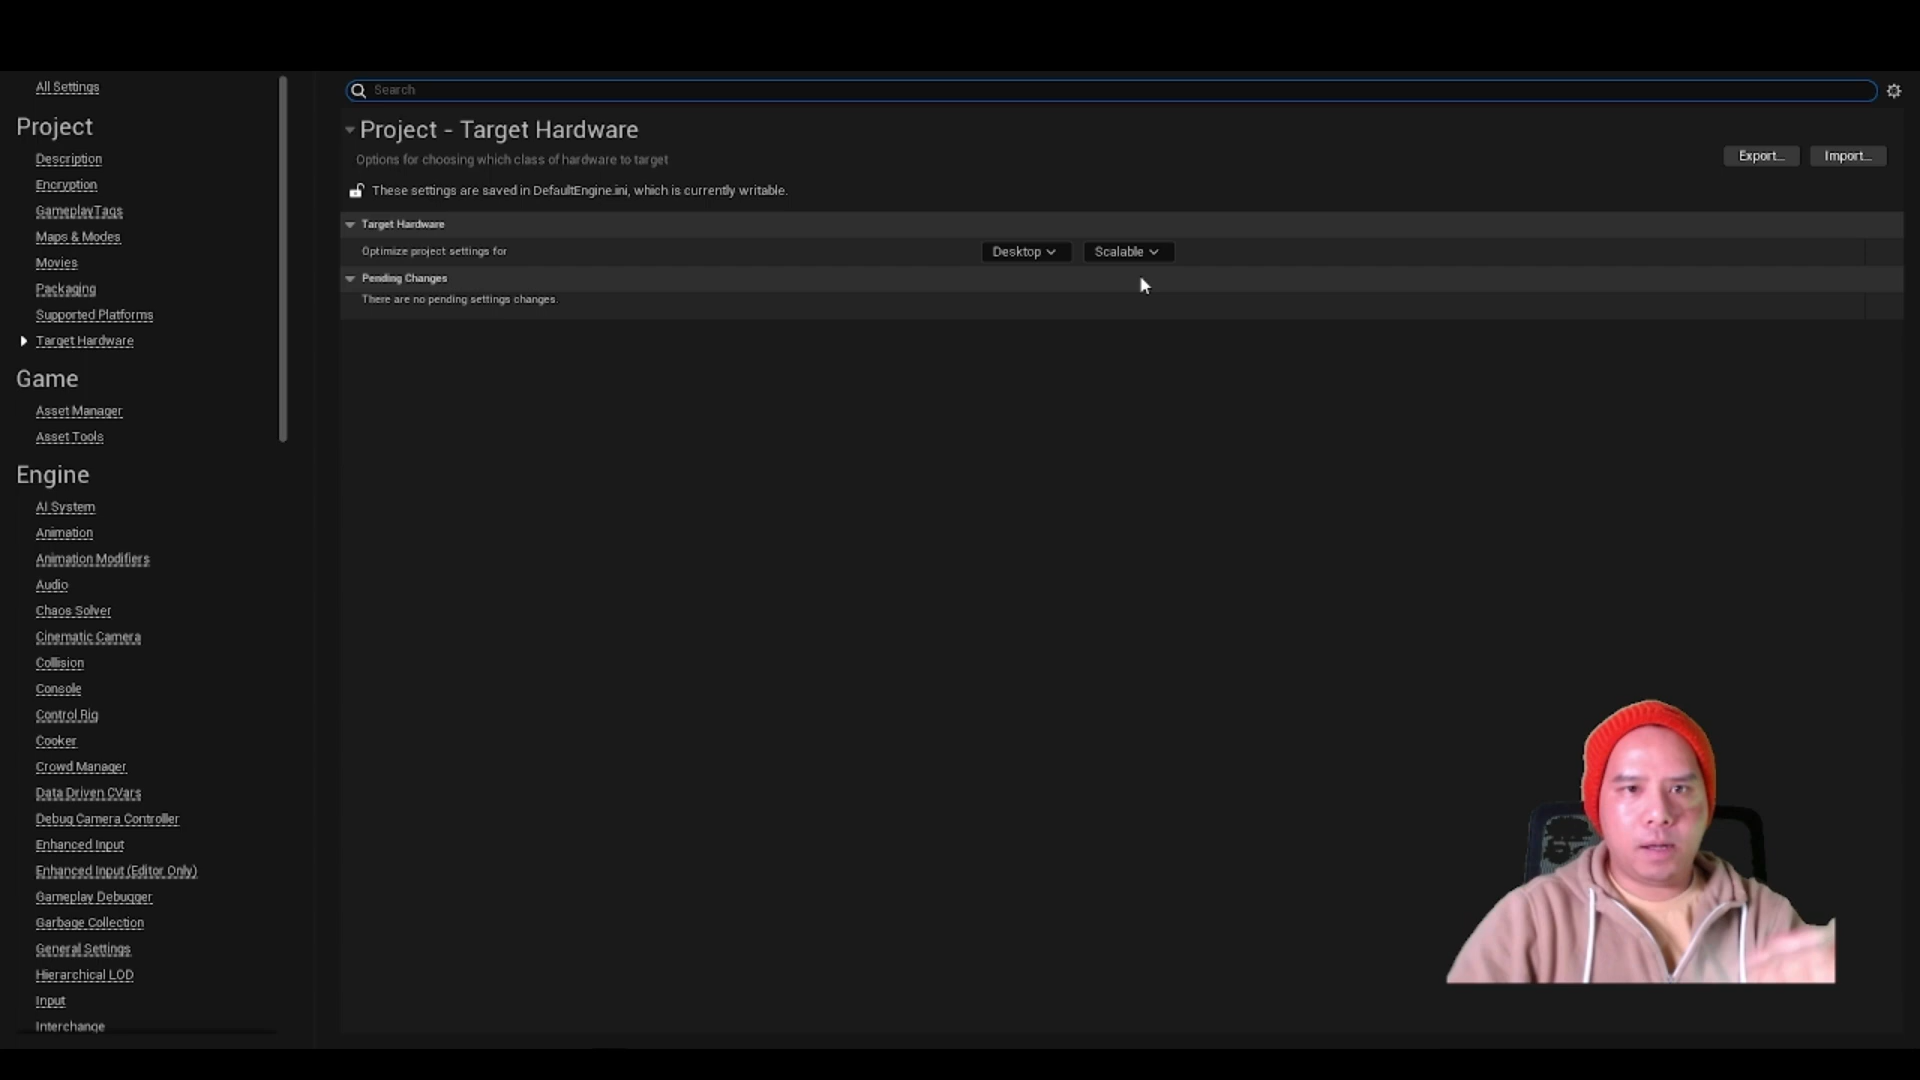 All Settings
Project
Description
Encryption
GameplayTags
Maps & Modes
Movies
Packaging
Supported Platforms
Target Hardware
Game
Asset Manager
Asset Tools
Engine
AI System
Animation
Animation Modifiers
Audio
Chaos Solver
Cinematic Camera
Collision
Console
Control Rig
Cooker
Crowd Manager
Data Driven CVars
Debug Camera Controller
Enhanced Input
Enhanced Input (Editor Only)
Gameplay Debugger
Garbage Collection
General Settings
Hierarchical LOD
Input
Interchange
Search
Project - Target Hardware
Options for choosing which class of hardware to target
Export... Import...
These settings are saved in DefaultEngine.ini, which is currently writable.
Target Hardware
Optimize project settings for Desktop Scalable
Pending Changes
There are no pending settings changes.